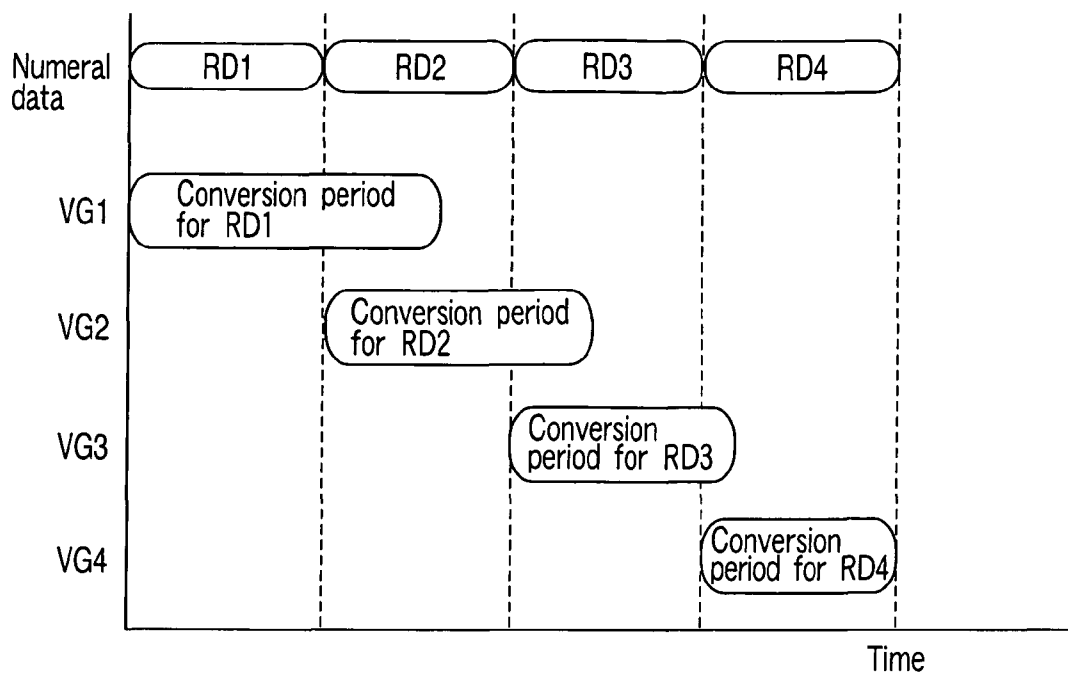 Numeral data
RD1 RD2 RD3 RD4
VG1
Conversion period
for RD1
VG2
Conversion period
for RD2
VG3
Conversion
period for RD3
VG4
Conversion
period for RD4
Time